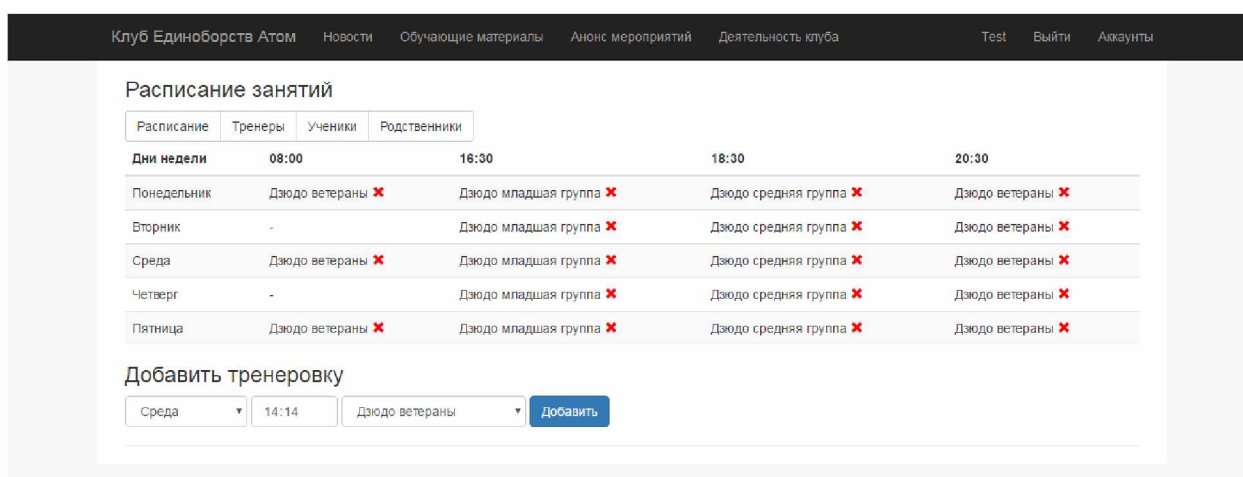 Клуб Единоборств Атом Новости Обучающие материалы Анонс мероприятий Деятельность клуба Test Выйти Аккаунты
Расписание занятий
Расписание Тренеры Ученики Родственники
Дни недели 08:00 16:30 18:30 20:30
Понедельник Дзюдо ветераны Дзюдо младшая группа Дзюдо средняя группа Дзюдо ветераны
Вторник - Дзюдо младшая группа Дзюдо средняя группа Дзюдо ветераны
Среда Дзюдо ветераны Дзюдо младшая группа Дзюдо средняя группа Дзюдо ветераны
Четверг - Дзюдо младшая группа Дзюдо средняя группа Дзюдо ветераны
Пятница Дзюдо ветераны Дзюдо младшая группа Дзюдо средняя группа Дзюдо ветераны
Добавить тренеровку
Среда 14:14 Дзюдо ветераны Добавить